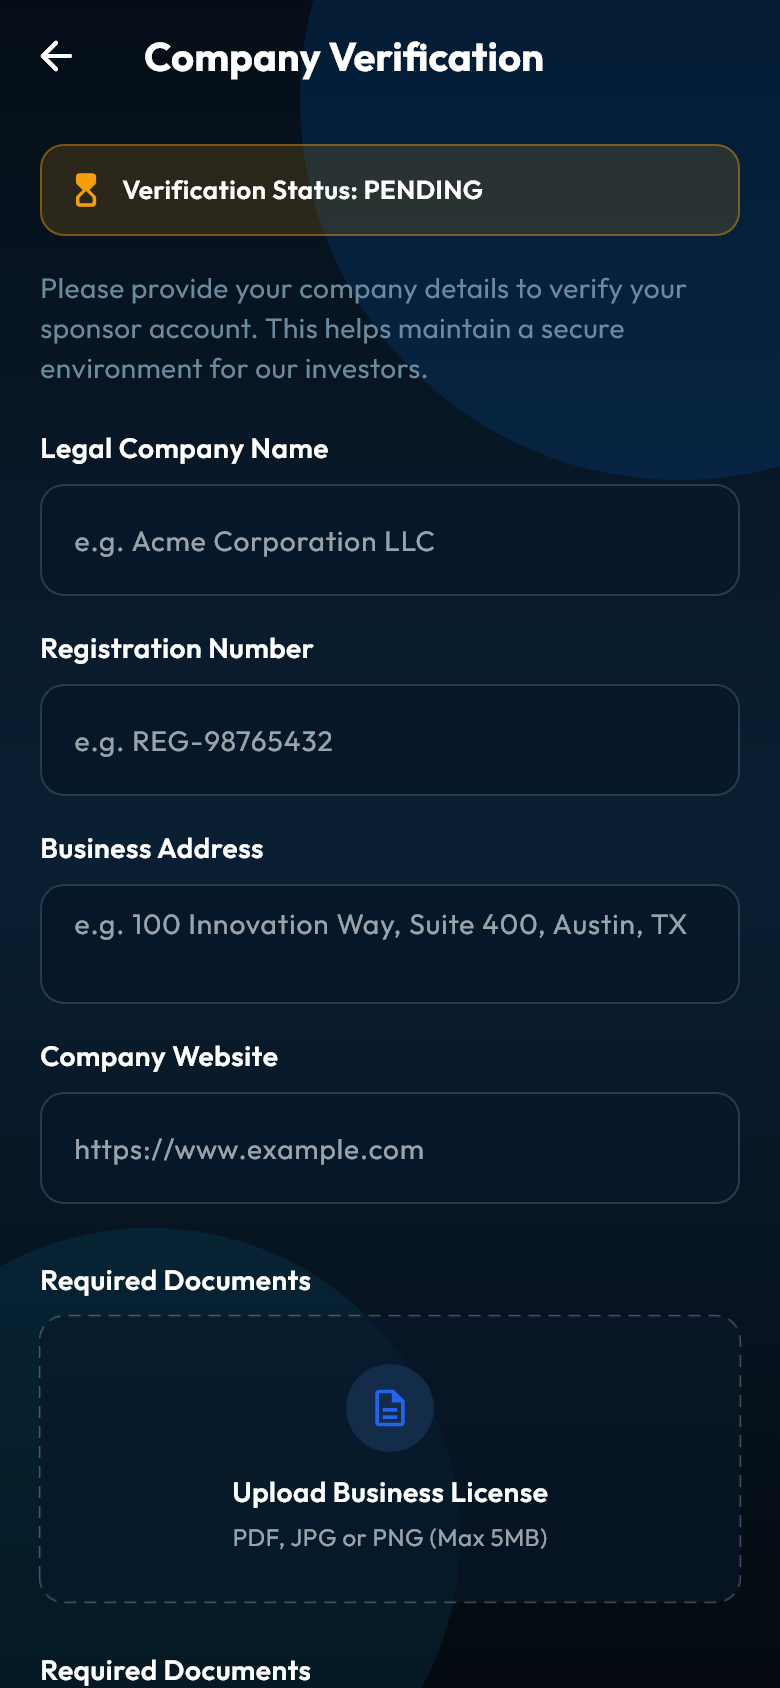 Company Verification
Verification Status: PENDING
Please provide your company details to verify your
sponsor account. This helps maintain a secure
environment for our investors.
Legal Company Name
e.g. Acme Corporation LLC
Registration Number
e.g. REG-98765432
Business Address
e.g. 100 Innovation Way, Suite 400, Austin, TX
Company Website
https://www.example.com
Required Documents
Upload Business License
PDF, JPG or PNG (Max 5MB)
Required Documents